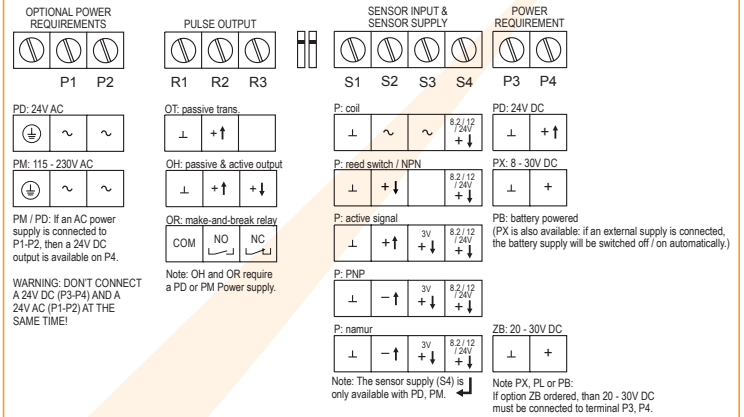 OPTIONAL POWER
REQUIREMENTS
P1 P2
PD: 24V AC
~ ~
PM: 115 - 230V AC
~ ~
PM / PD: If an AC power
supply is connected to
P1-P2, then a 24V DC
output is available on P4.
WARNING: DON'T CONNECT
A 24V DC (P3-P4) AND A
24V AC (P1-P2) AT THE
SAME TIME!
PULSE OUTPUT
R1 R2 R3
OT: passive trans.
⊥ +↑
OH: passive & active output
⊥ +↑ +↓
OR: make-and-break relay
COM NO NC
Note: OH and OR require
a PD or PM Power supply.
SENSOR INPUT &
SENSOR SUPPLY
S1 S2 S3 S4
P: coil
⊥ ~ ~ 8.2 / 12
/ 24V
+↓
P: reed switch / NPN
⊥ +↓ 8.2 / 12
/ 24V
+↓
P: active signal
⊥ +↑ 3V
+↓ 8.2 / 12
/ 24V
+↓
P: PNP
⊥ −↑ +↓ 8.2 / 12
/ 24V
+↓
P: namur
⊥ −↑ 3V
+↓ 8.2 / 12
/ 24V
+↓
Note: The sensor supply (S4) is
only available with PD, PM.
POWER
REQUIREMENT
P3 P4
PD: 24V DC
⊥ +↑
PX: 8 - 30V DC
⊥ +
PB: battery powered
(PX is also available: if an external supply is connected,
the battery supply will be switched off / on automatically.)
ZB: 20 - 30V DC
⊥ +
Note PX, PL or PB:
If option ZB ordered, than 20 - 30V DC
must be connected to terminal P3, P4.